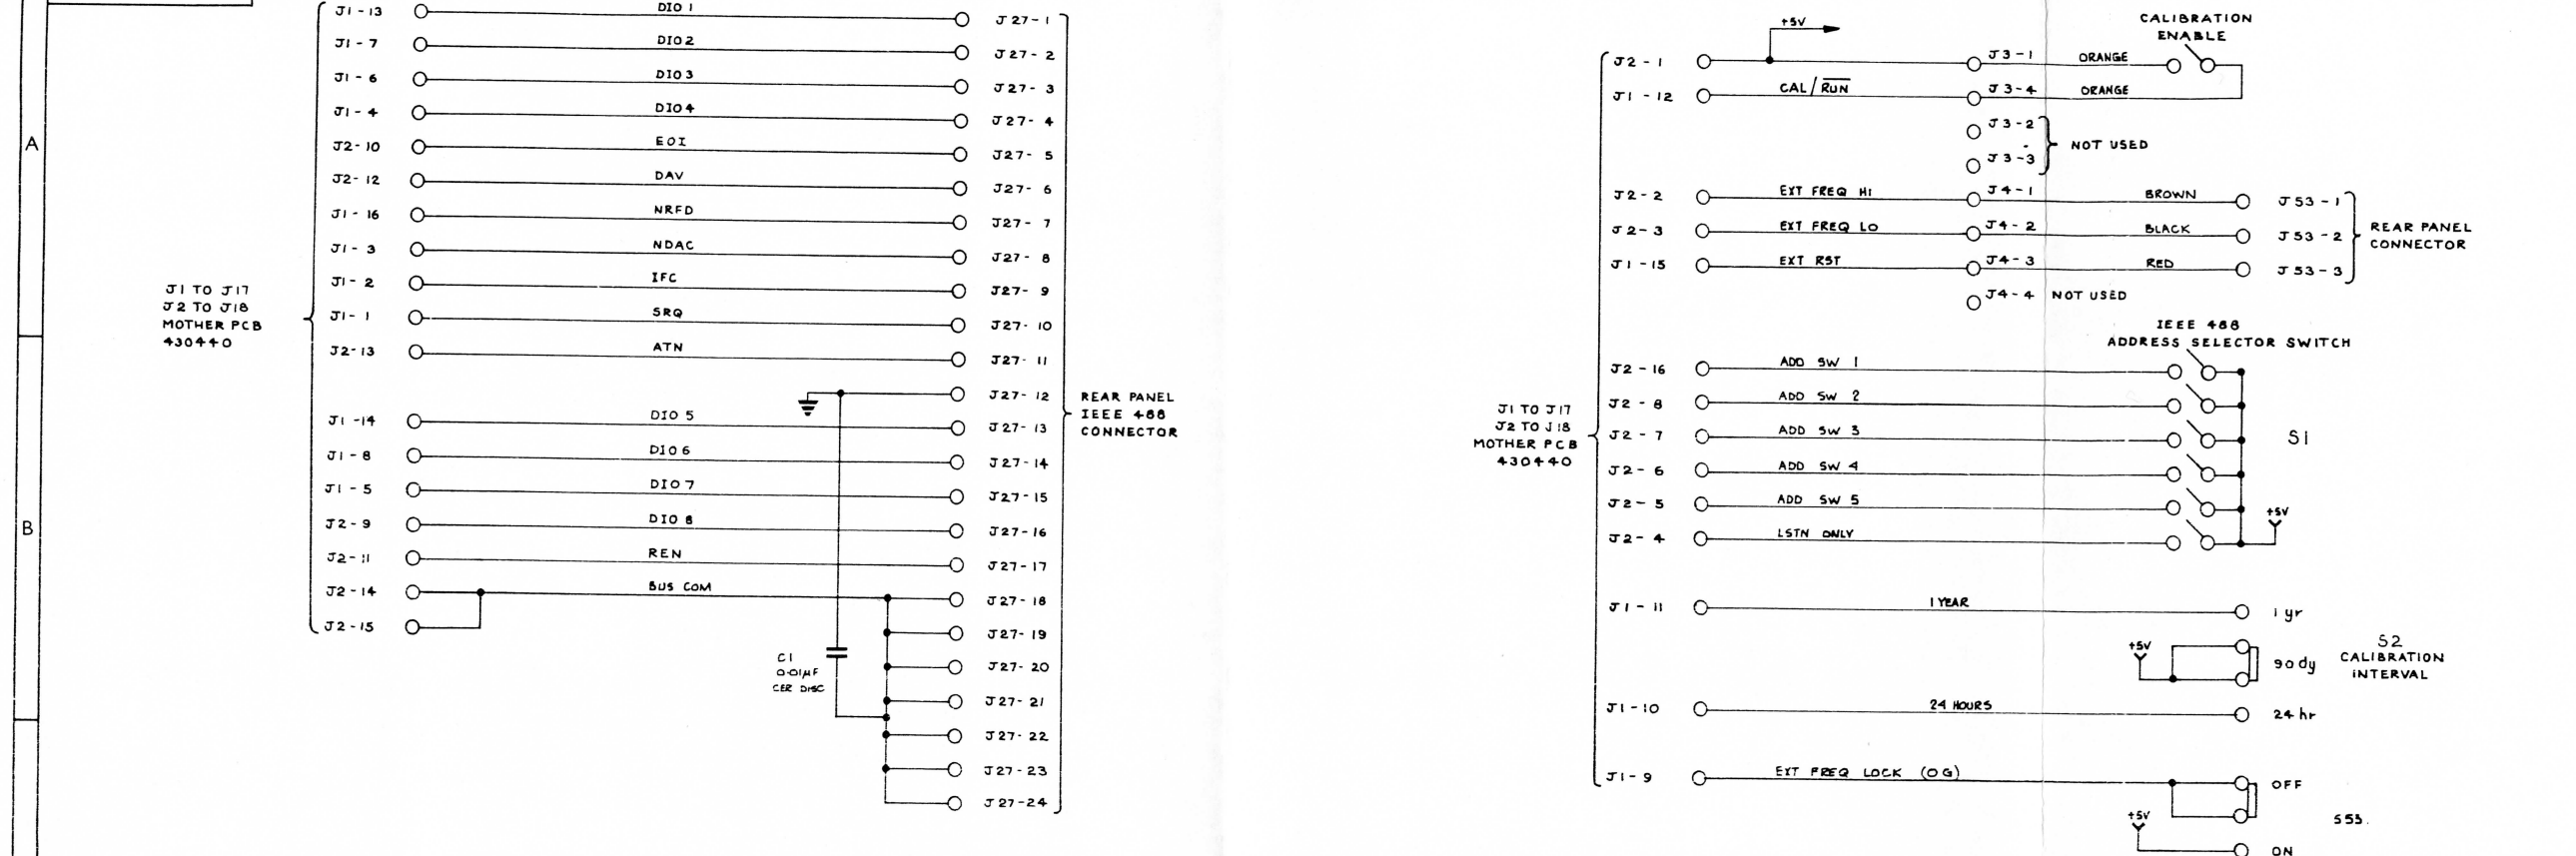 A
B
J1 TO J17
J2 TO J18
MOTHER PCB
430440
J1-13 DIO 1 J27-1
J1-7 DIO2 J27-2
J1-6 DIO3 J27-3
J1-4 DIO4 J27-4
J2-10 EOI J27-5
J2-12 DAV J27-6
J1-16 NRFD J27-7
J1-3 NDAC J27-8
J1-2 IFC J27-9
J1-1 SRQ J27-10
J2-13 ATN J27-11
J27-12
J1-14 DIO 5 J27-13
J1-8 DIO6 J27-14
J1-5 DIO7 J27-15
J2-9 DIO 8 J27-16
J2-11 REN J27-17
J2-14 BUS COM J27-18
J2-15 J27-19
J27-20
J27-21
J27-22
J27-23
J27-24
C1
0·01µF
CER DISC
REAR PANEL
IEEE 488
CONNECTOR
J1 TO J17
J2 TO J18
MOTHER PCB
430440
CALIBRATION
ENABLE
+5V
J2-1 J3-1 ORANGE
J1-12 CAL/RUN J3-4 ORANGE
J3-2
J3-3
NOT USED
J2-2 EXT FREQ HI J4-1 BROWN J53-1
J2-3 EXT FREQ LO J4-2 BLACK J53-2
J1-15 EXT RST J4-3 RED J53-3
J4-4 NOT USED
REAR PANEL
CONNECTOR
IEEE 488
ADDRESS SELECTOR SWITCH
J2-16 ADD SW 1
J2-8 ADD SW 2
J2-7 ADD SW 3
J2-6 ADD SW 4
J2-5 ADD SW 5
J2-4 LSTN ONLY
S1
+5V
J1-11 1 YEAR 1 yr
+5V
90 dy
S2
CALIBRATION
INTERVAL
J1-10 24 HOURS 24 hr
J1-9 EXT FREQ LOCK (OG) OFF
+5V
S53.
ON